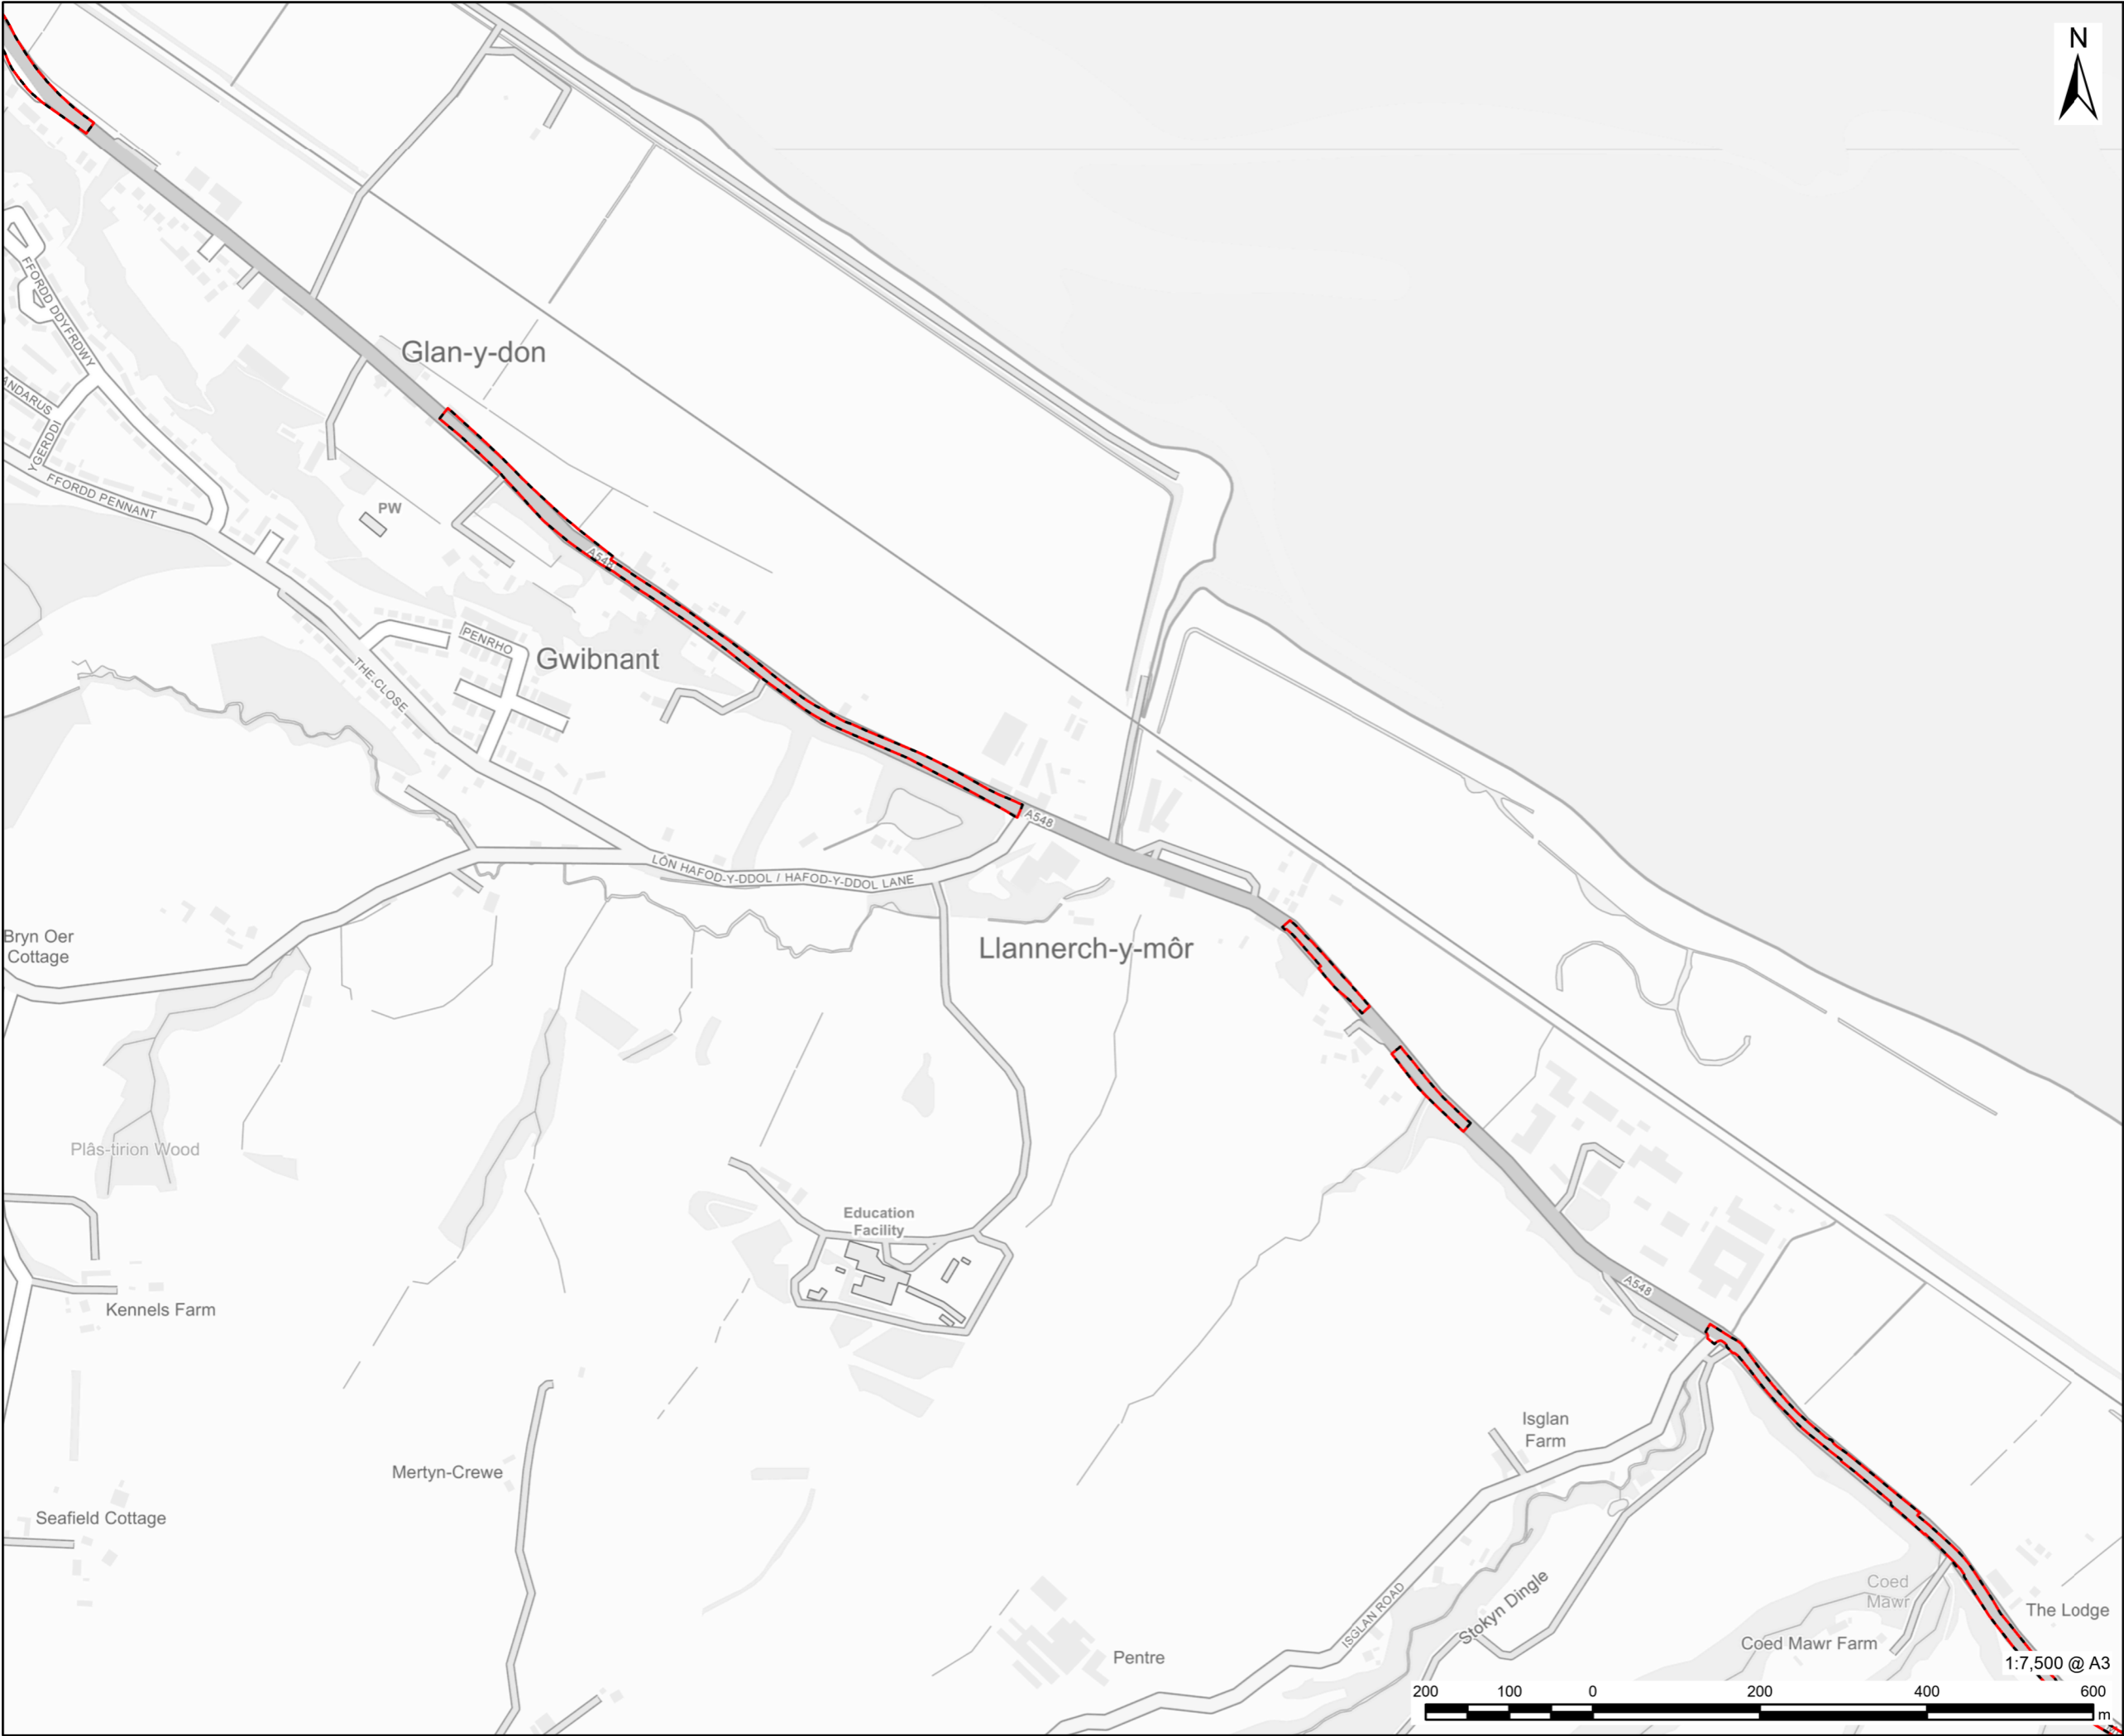 N
FFORDD DDYFRDWY
Glan-y-don
ANDARUS
Y GERDDI
FFORDD PENNANT
PW
A548
PENRHO
Gwibnant
THE CLOSE
A548
LÔN HAFOD-Y-DDOL / HAFOD-Y-DDOL LANE
Bryn Oer
Cottage
Llannerch-y-môr
Plâs-tirion Wood
Education
Facility
Kennels Farm
A548
Isglan
Farm
Mertyn-Crewe
Seafield Cottage
Coed
Mawr
ISGLAN ROAD
Stokyn Dingle
The Lodge
Coed Mawr Farm
Pentre
1:7,500 @ A3
200 100 0 200 400 600
m